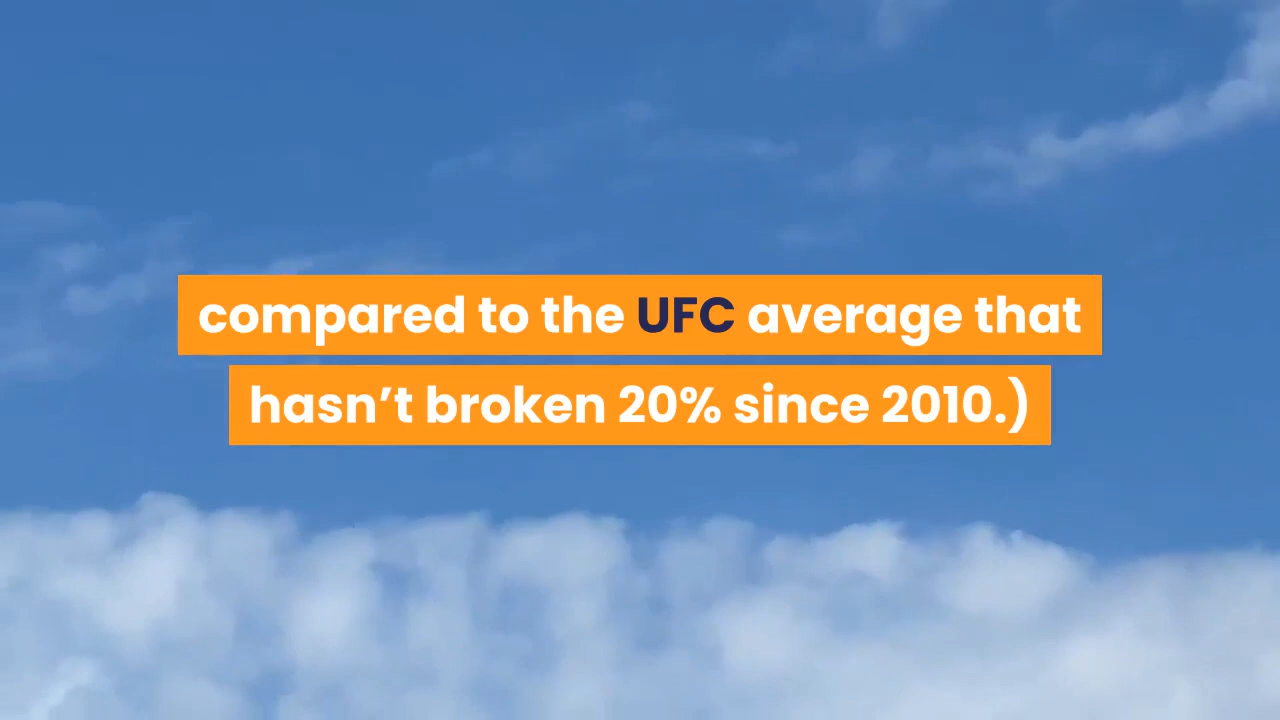 compared to the UFC average that
hasn’t broken 20% since 2010.)